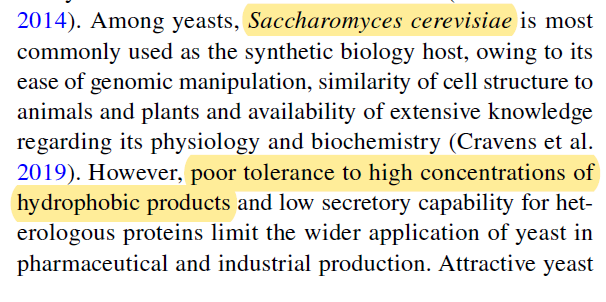 2014). Among yeasts, Saccharomyces cerevisiae is most
commonly used as the synthetic biology host, owing to its
ease of genomic manipulation, similarity of cell structure to
animals and plants and availability of extensive knowledge
regarding its physiology and biochemistry (Cravens et al.
2019). However, poor tolerance to high concentrations of
hydrophobic products and low secretory capability for het-
erologous proteins limit the wider application of yeast in
pharmaceutical and industrial production. Attractive yeast